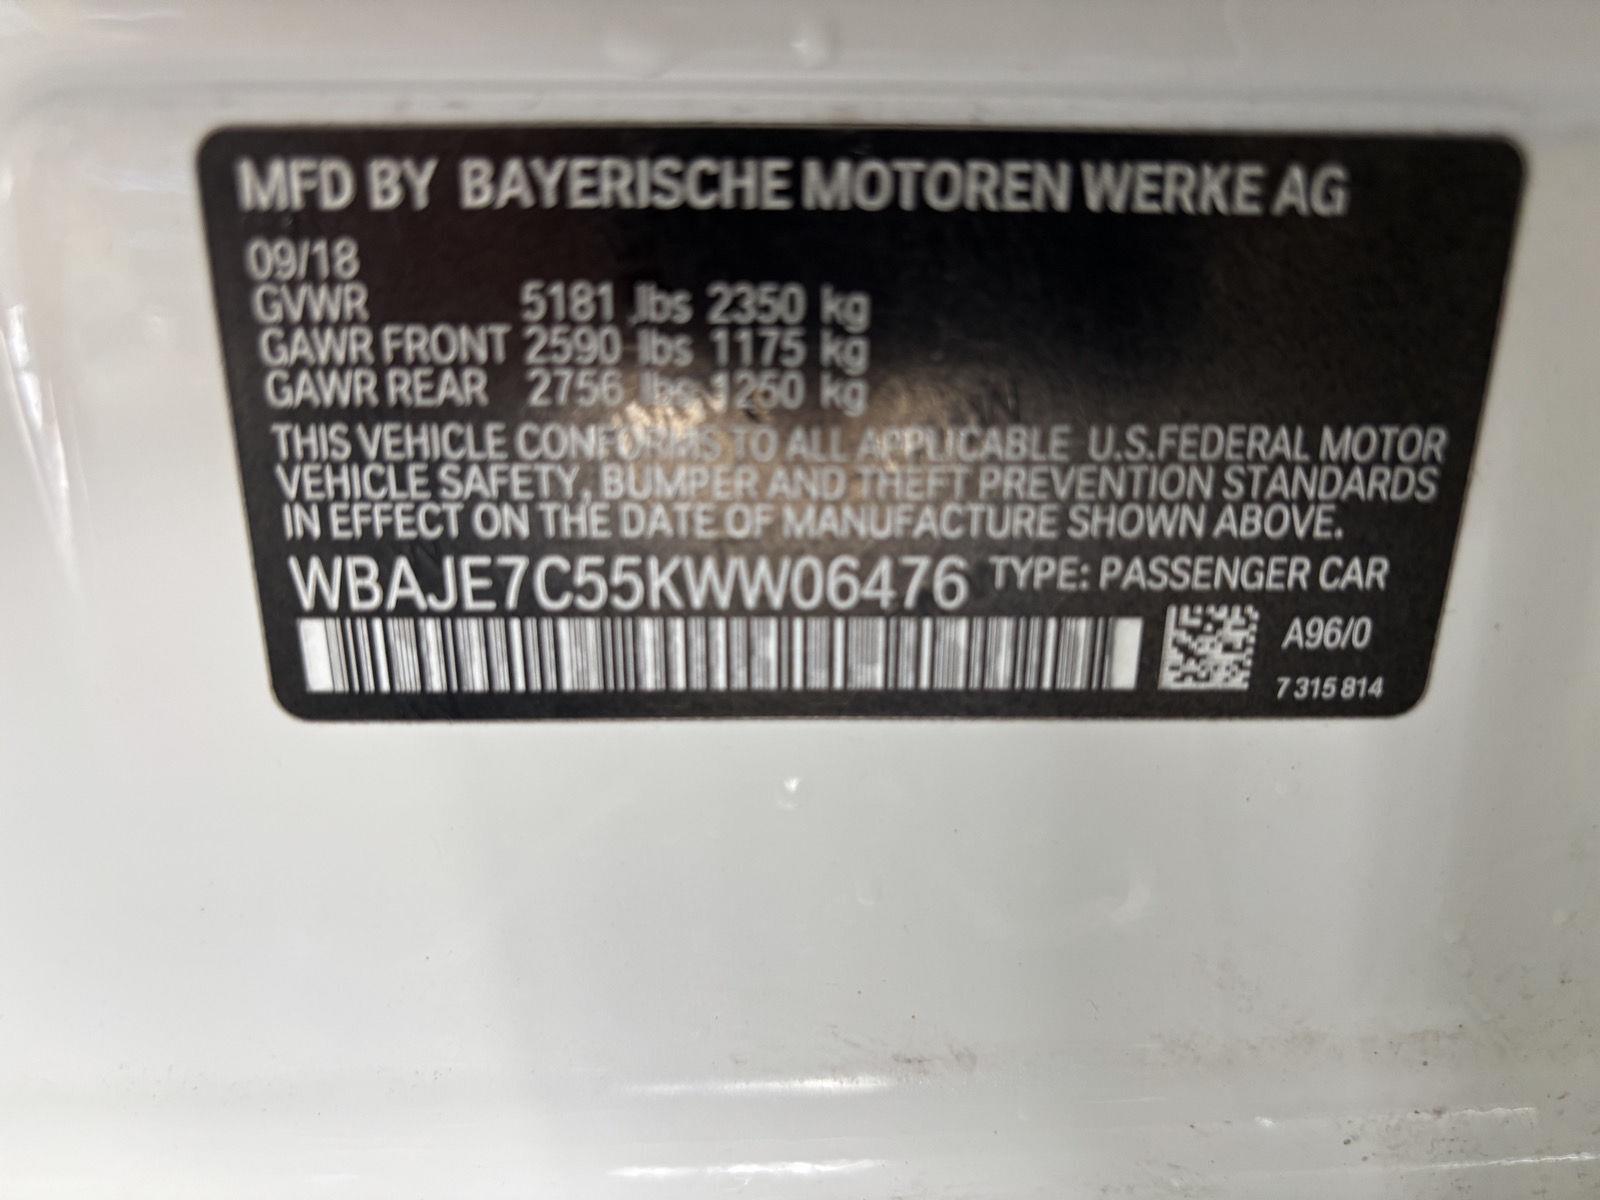 MFD BY BAYERISCHE MOTOREN WERKE AG
09/18
GVWR 5181 lbs 2350 kg
GAWR FRONT 2590 lbs 1175 kg
GAWR REAR 2756 lbs 1250 kg
THIS VEHICLE CONFORMS TO ALL APPLICABLE U.S.FEDERAL MOTOR
VEHICLE SAFETY, BUMPER AND THEFT PREVENTION STANDARDS
IN EFFECT ON THE DATE OF MANUFACTURE SHOWN ABOVE.
WBAJE7C55KWW06476 TYPE: PASSENGER CAR
A96/0
7 315 814